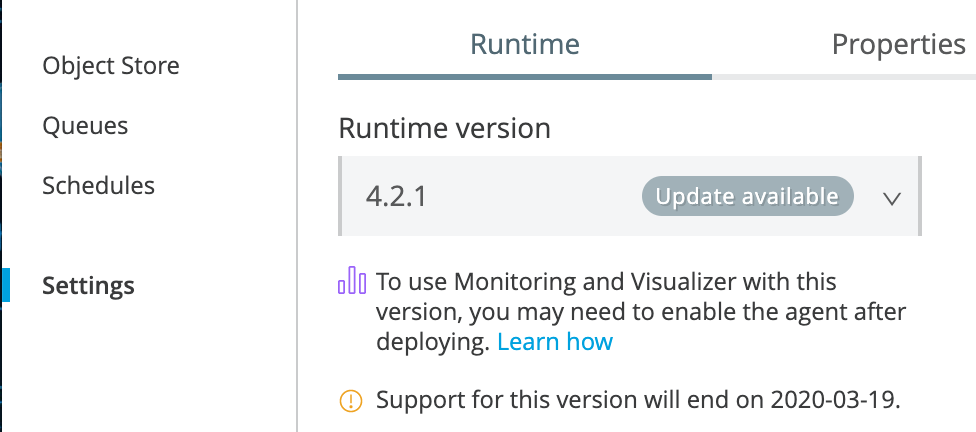 Object Store
Queues
Schedules
Settings
Runtime
Properties
Runtime version
4.2.1
Update available
To use Monitoring and Visualizer with this
version, you may need to enable the agent after
deploying. Learn how
Support for this version will end on 2020-03-19.